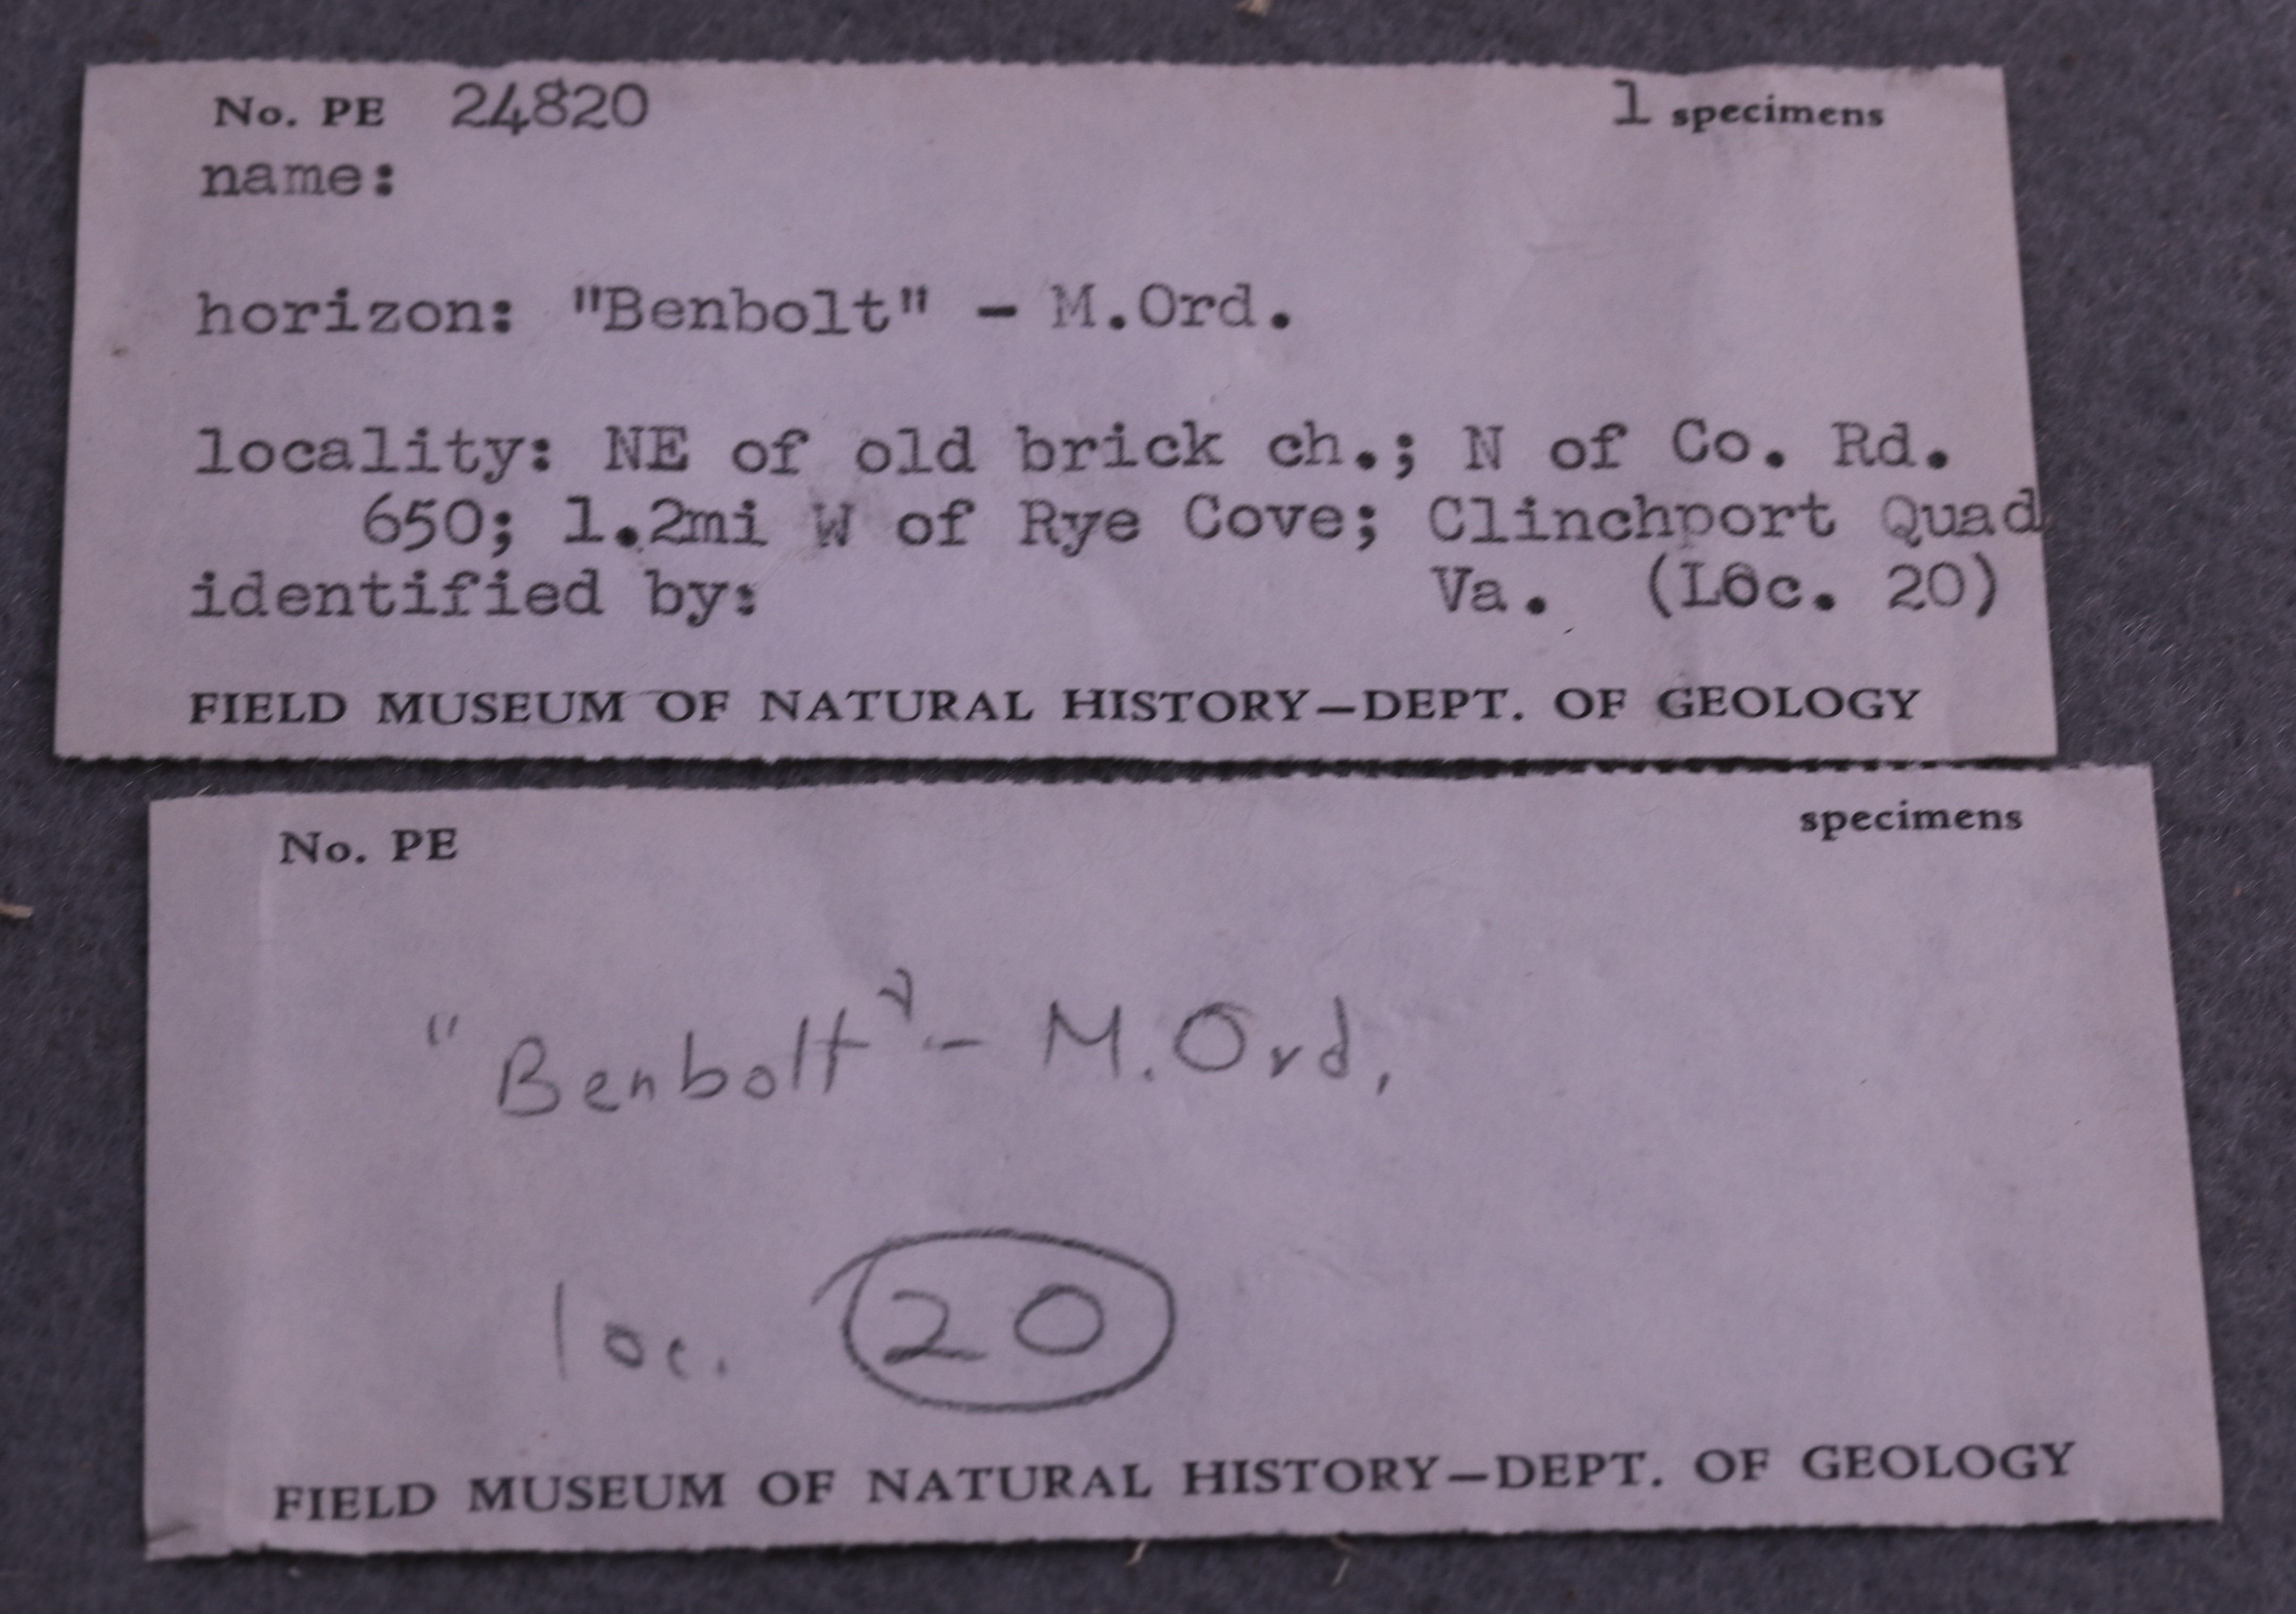 No. PE 24820 1 specimens
name:
horizon: "Benbolt" - M.Ord.
locality: NE of old brick ch.; N of Co. Rd.
650; 1.2mi W of Rye Cove; Clinchport Quad
identified by: Va. (Loc. 20)
FIELD MUSEUM OF NATURAL HISTORY—DEPT. OF GEOLOGY
No. PE specimens
"Benbolt" - M. Ord.
loc. 20
FIELD MUSEUM OF NATURAL HISTORY—DEPT. OF GEOLOGY